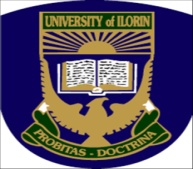 UNIVERSITY of ILORIN
PROBITAS - DOCTRINA